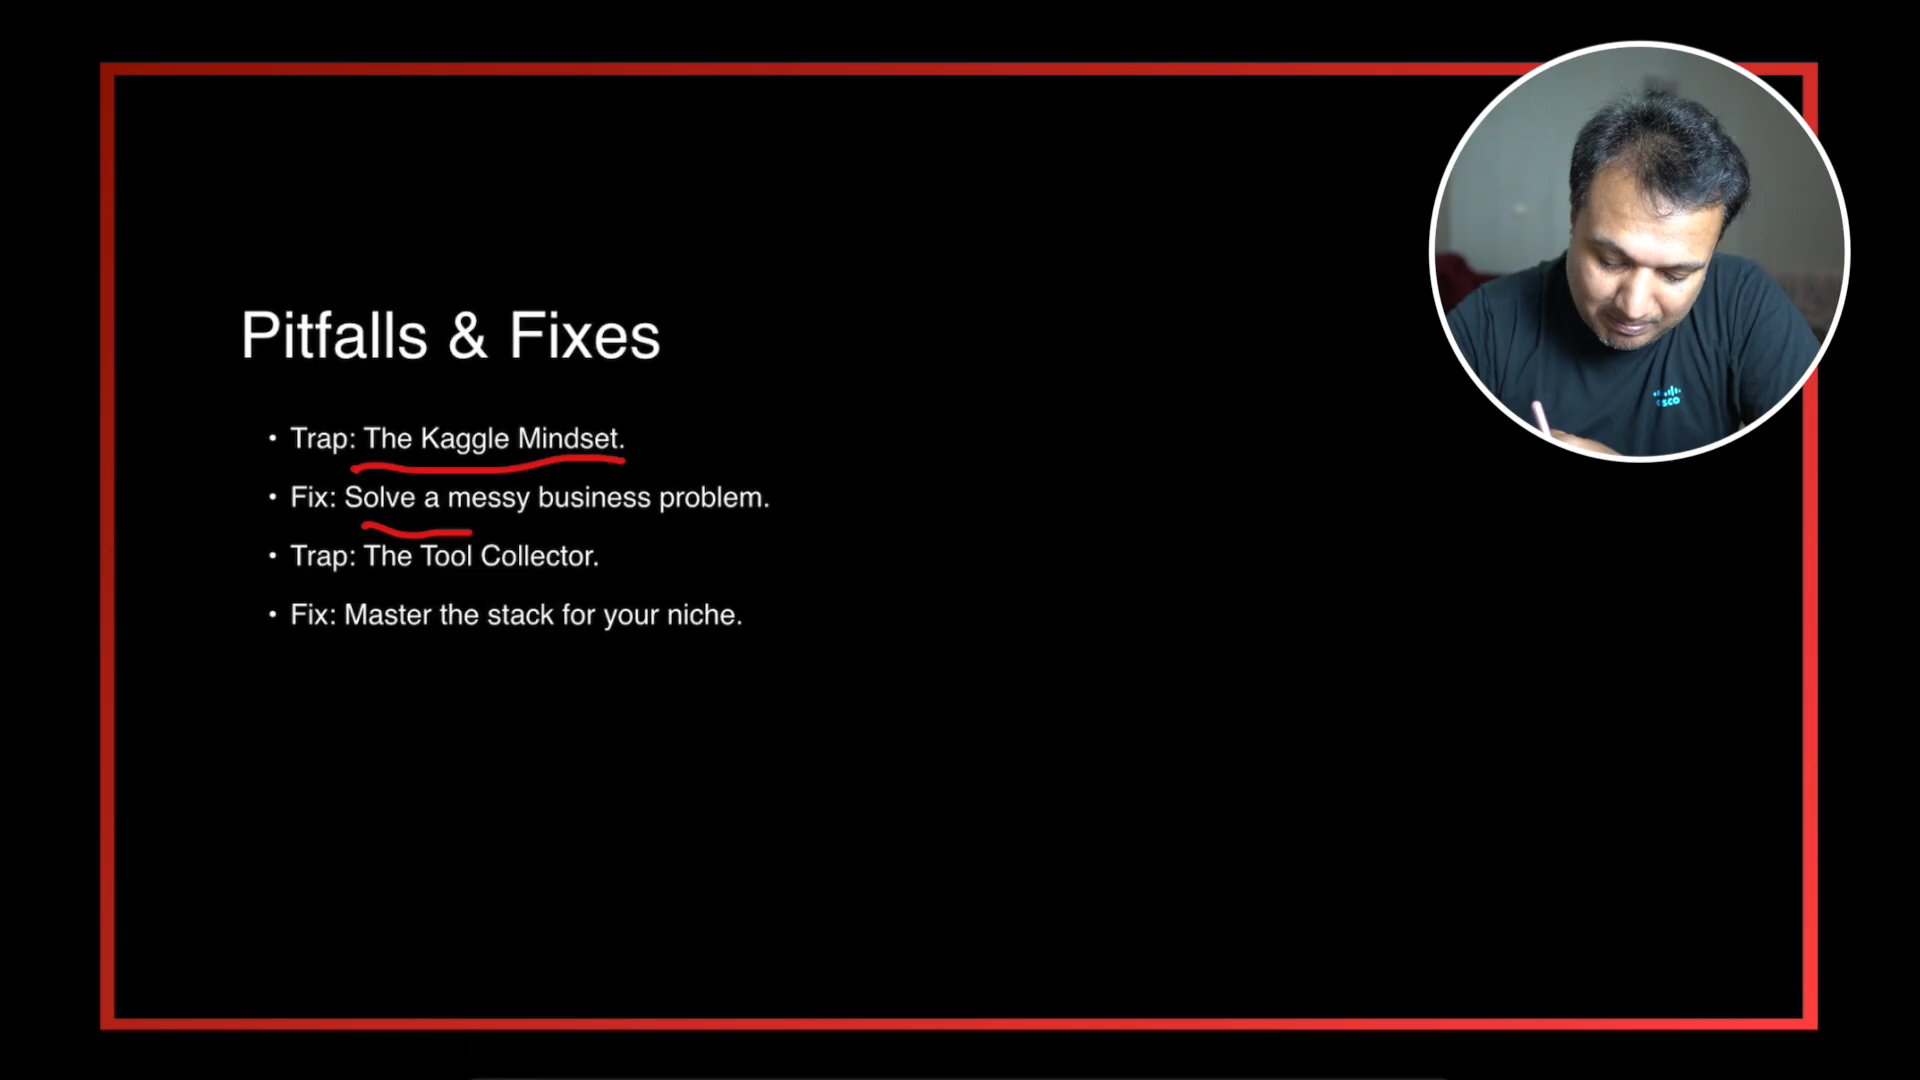 Pitfalls & Fixes
• Trap: The Kaggle Mindset.
• Fix: Solve a messy business problem.
• Trap: The Tool Collector.
• Fix: Master the stack for your niche.